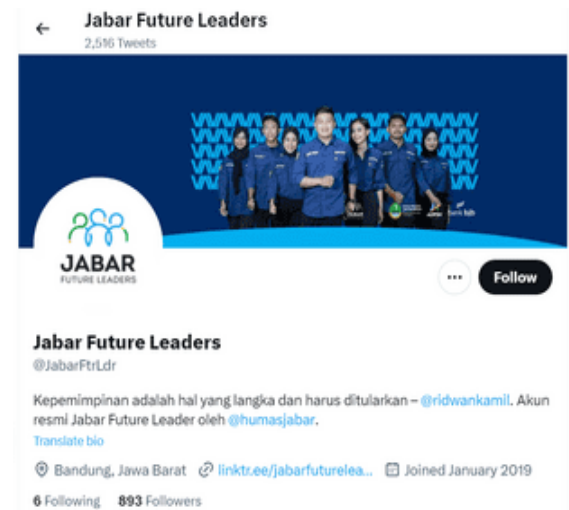 Jabar Future Leaders
2,516 Tweets
JABAR
FUTURE LEADERS
Follow
Jabar Future Leaders
@JabarFtrLdr
Kepemimpinan adalah hal yang langka dan harus ditularkan – @ridwankamil. Akun
resmi Jabar Future Leader oleh @humasjabar.
Translate bio
Bandung, Jawa Barat linktr.ee/jabarfuturelea... Joined January 2019
6 Following 893 Followers